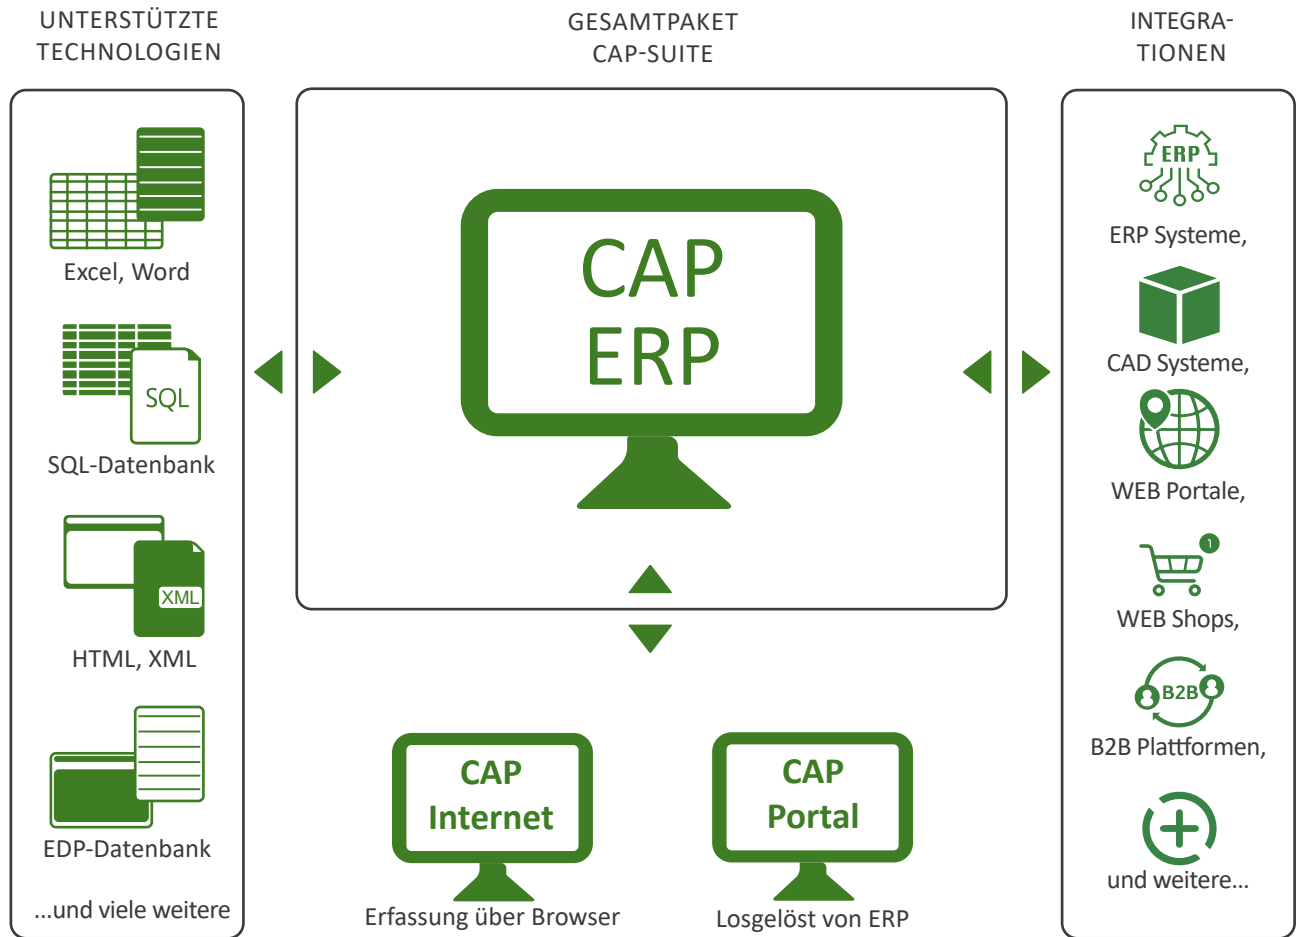 UNTERSTÜTZTE
TECHNOLOGIEN
Excel, Word
SQL
SQL-Datenbank
XML
HTML, XML
EDP-Datenbank
...und viele weitere
GESAMTPAKET
CAP-SUITE
CAP
ERP
CAP
Internet
Erfassung über Browser
CAP
Portal
Losgelöst von ERP
INTEGRA-
TIONEN
ERP
ERP Systeme,
CAD Systeme,
WEB Portale,
1
WEB Shops,
B2B
B2B Plattformen,
und weitere...